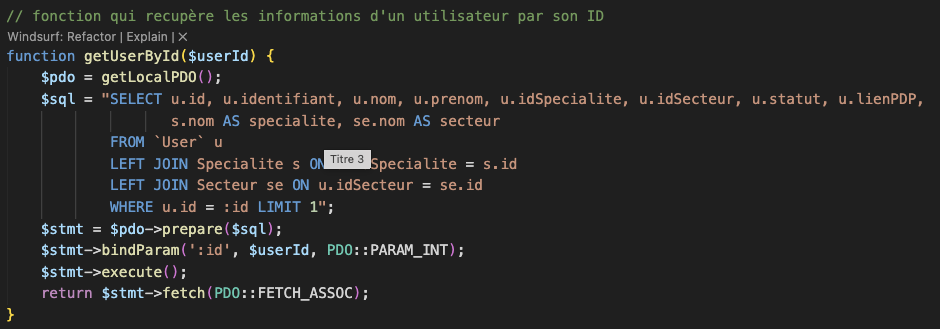 // fonction qui recupère les informations d'un utilisateur par son ID
Windsurf: Refactor | Explain | ✕
function getUserById($userId) {
$pdo = getLocalPDO();
$sql = "SELECT u.id, u.identifiant, u.nom, u.prenom, u.idSpecialite, u.idSecteur, u.statut, u.lienPDP,
s.nom AS specialite, se.nom AS secteur
FROM `User` u
LEFT JOIN Specialite s ON Specialite = s.id
Titre 3
LEFT JOIN Secteur se ON u.idSecteur = se.id
WHERE u.id = :id LIMIT 1";
$stmt = $pdo->prepare($sql);
$stmt->bindParam(':id', $userId, PDO::PARAM_INT);
$stmt->execute();
return $stmt->fetch(PDO::FETCH_ASSOC);
}